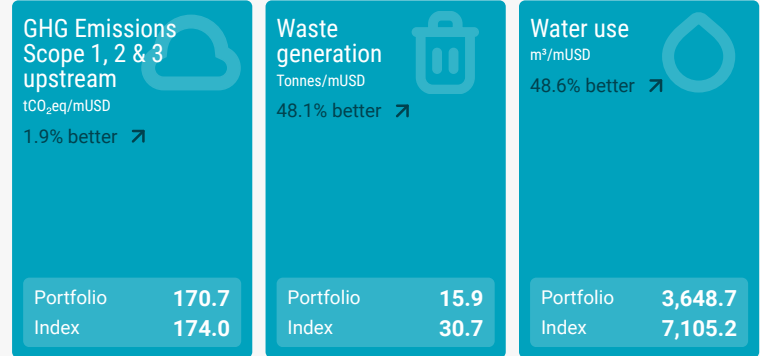 GHG Emissions
Scope 1, 2 & 3
upstream
tCO₂eq/mUSD
1.9% better
Portfolio 170.7
Index 174.0
Waste
generation
Tonnes/mUSD
48.1% better
Portfolio 15.9
Index 30.7
Water use
m³/mUSD
48.6% better
Portfolio 3,648.7
Index 7,105.2